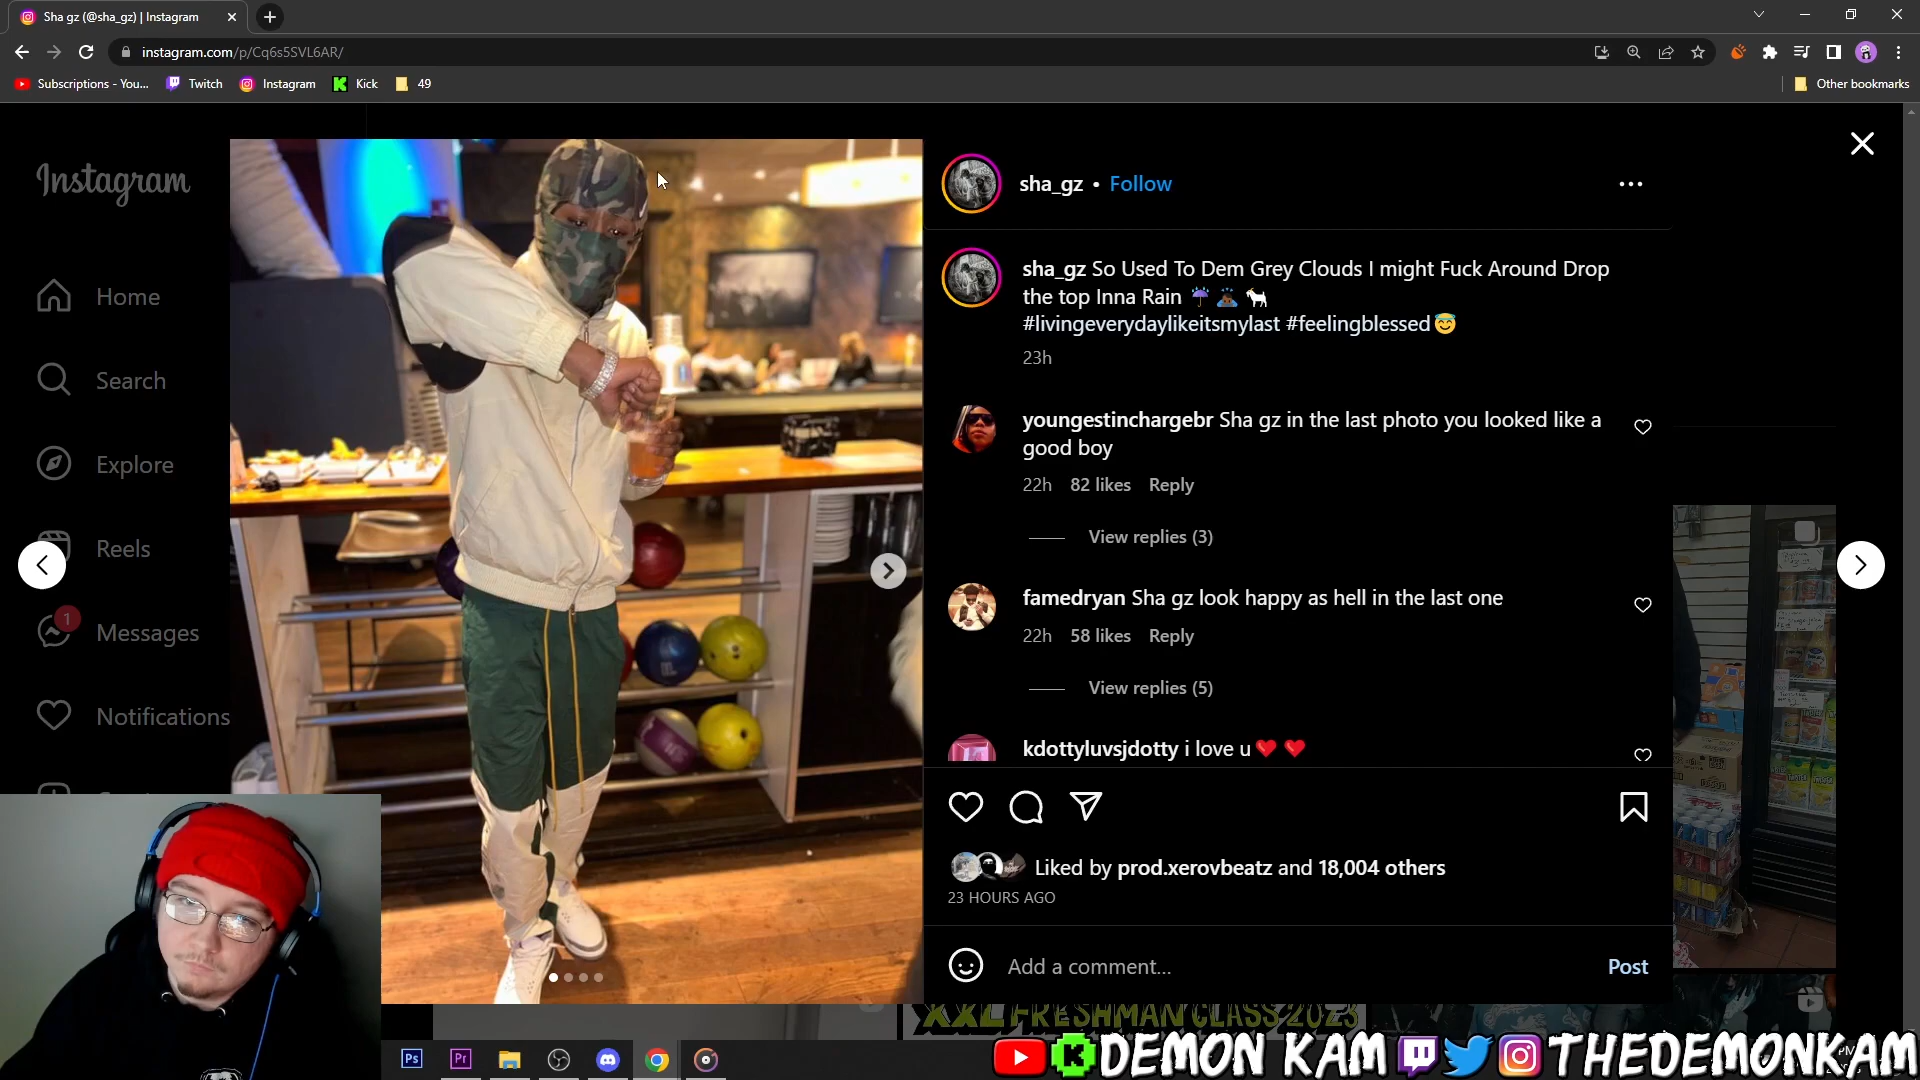 Sha gz (@sha_gz) | Instagram
instagram.com/p/Cq6s5SVL6AR/
Subscriptions - You...
Twitch
Instagram
Kick
49
Other bookmarks
Instagram
Home
Search
Explore
Reels
1
Messages
Notifications
sha_gz • Follow
sha_gz So Used To Dem Grey Clouds I might Fuck Around Drop
the top Inna Rain ☔
#livingeverydaylikeitsmylast #feelingblessed😇
23h
youngestinchargebr Sha gz in the last photo you looked like a
good boy
22h 82 likes Reply
View replies (3)
famedryan Sha gz look happy as hell in the last one
22h 58 likes Reply
View replies (5)
kdottyluvsjdotty i love u❤️ ❤️
Liked by prod.xerovbeatz and 18,004 others
23 HOURS AGO
Add a comment...
Post
XXL FRESHMAN CLASS 2023
Ps
Pr
DEMON KAM
THEDEMONKAM